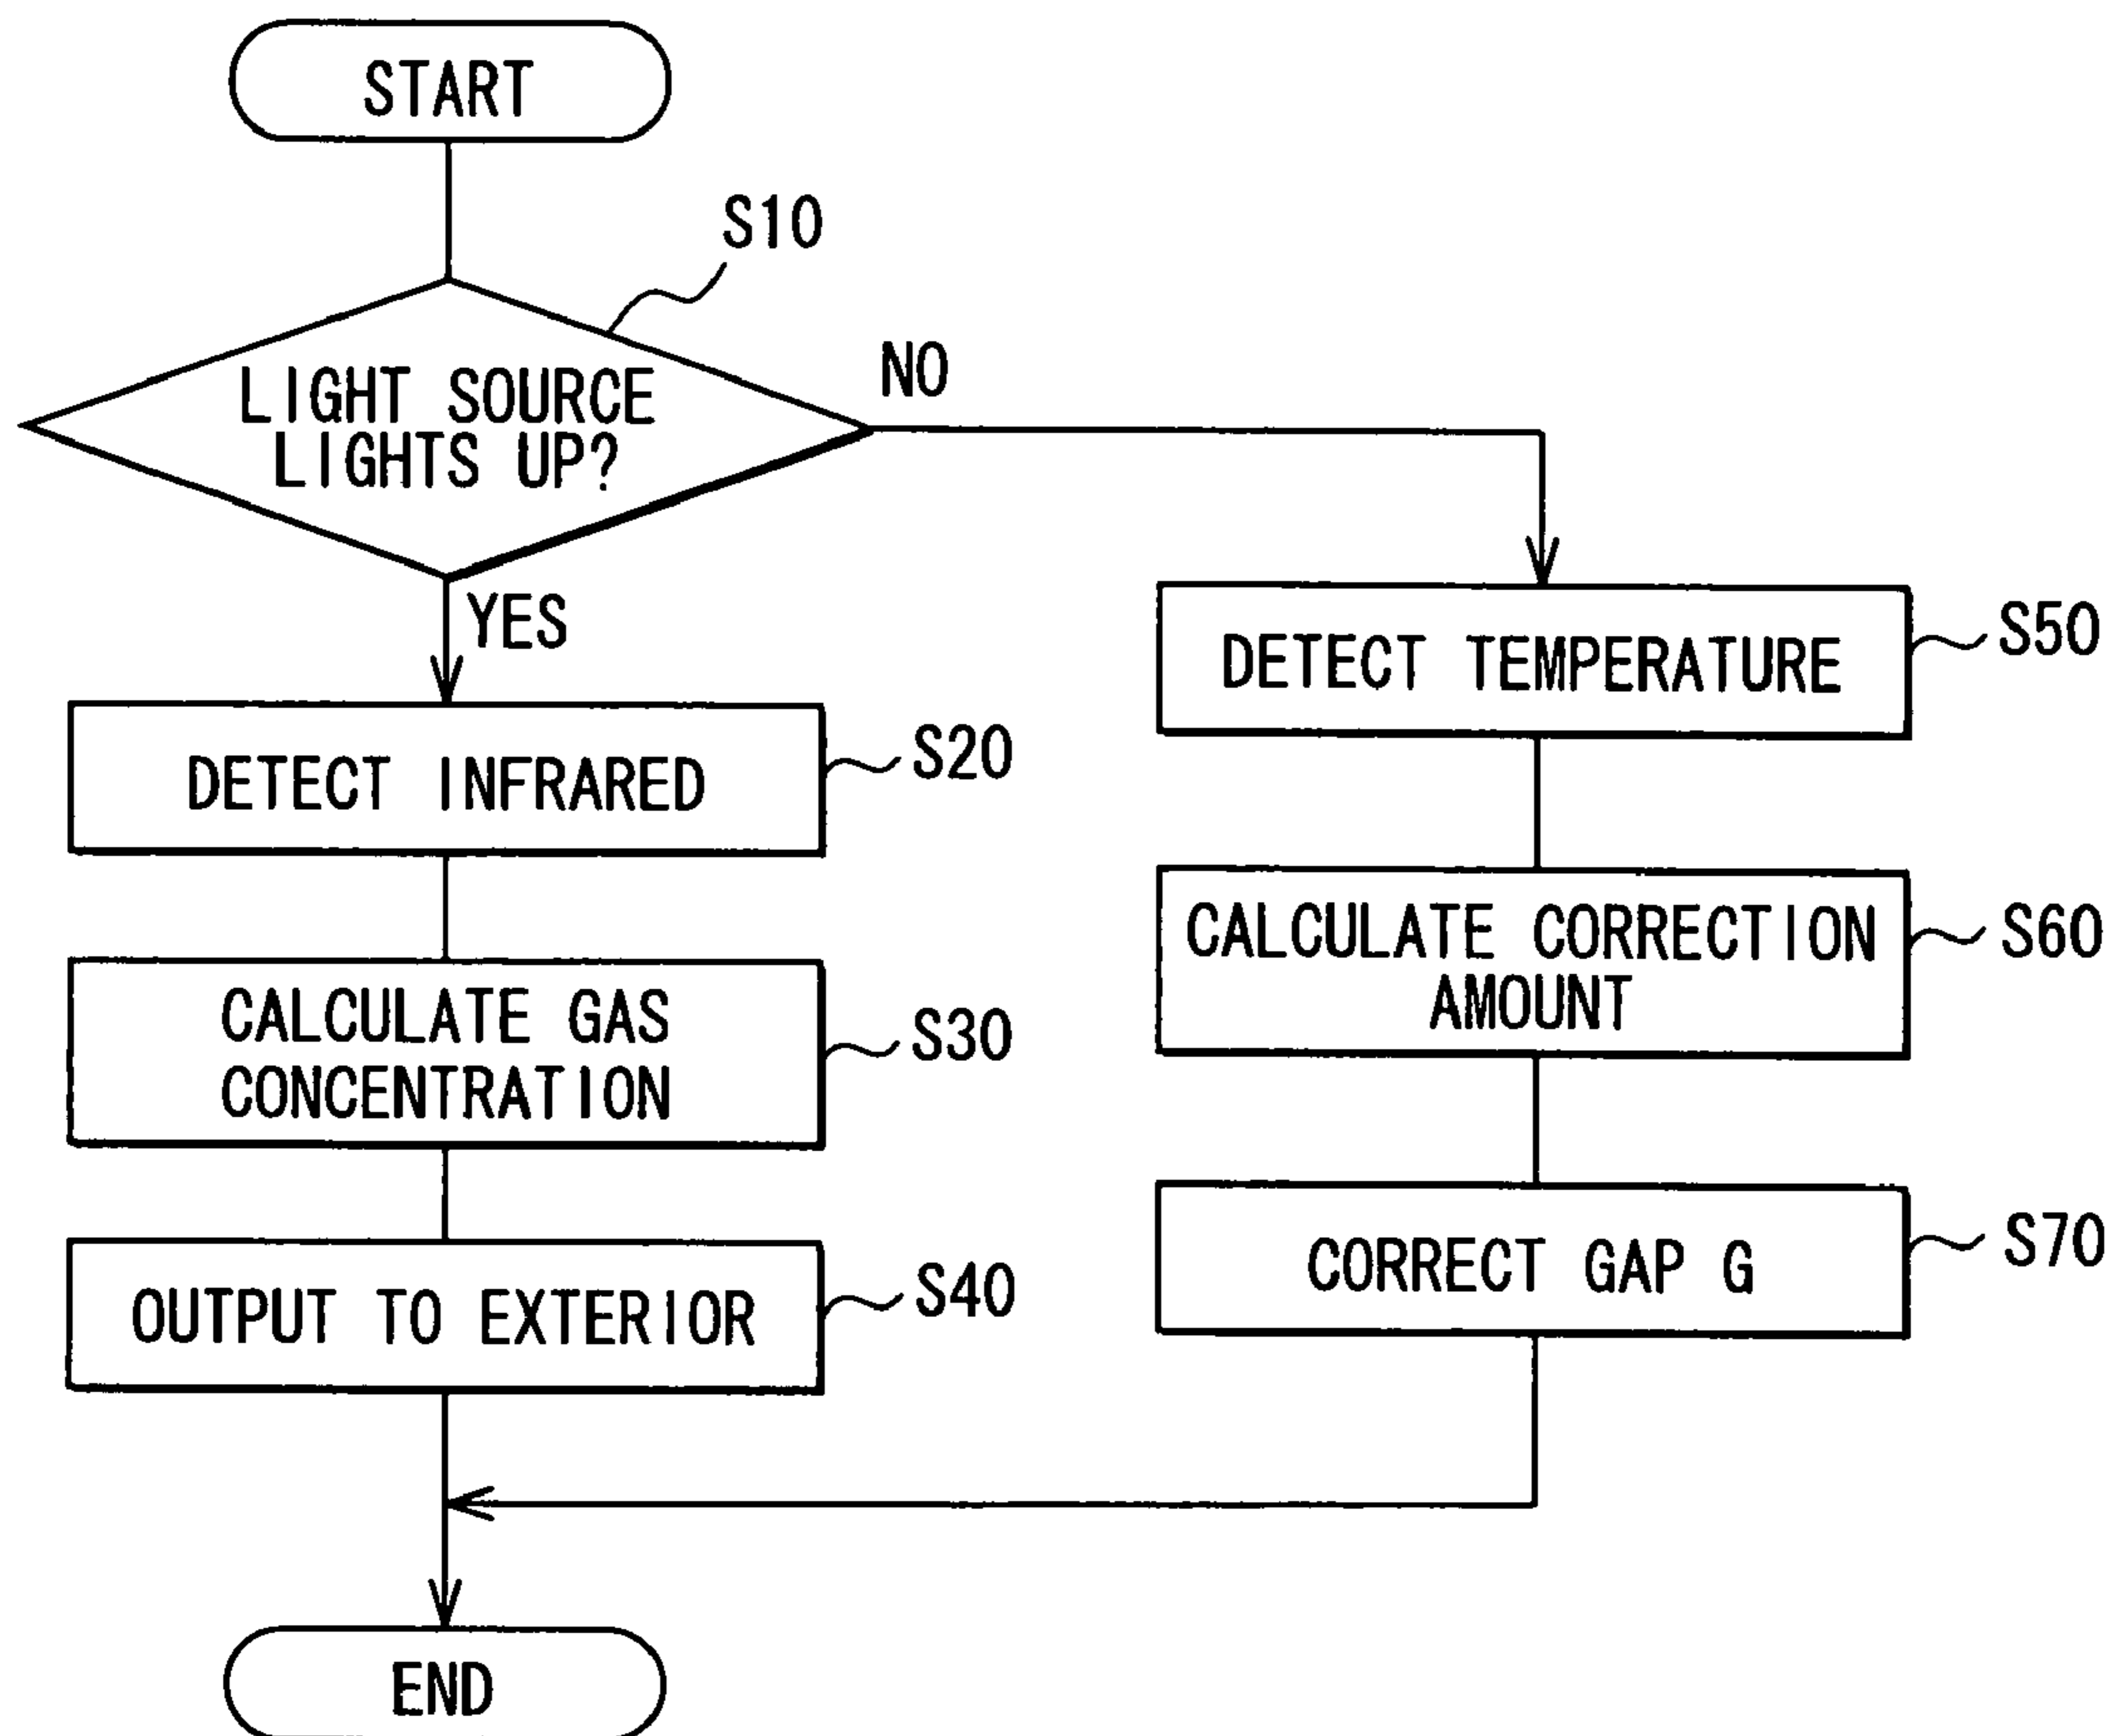 START
S10
LIGHT SOURCE
LIGHTS UP?
NO
YES
DETECT INFRARED
S20
CALCULATE GAS
CONCENTRATION
S30
OUTPUT TO EXTERIOR
S40
DETECT TEMPERATURE
S50
CALCULATE CORRECTION
AMOUNT
S60
CORRECT GAP G
S70
END